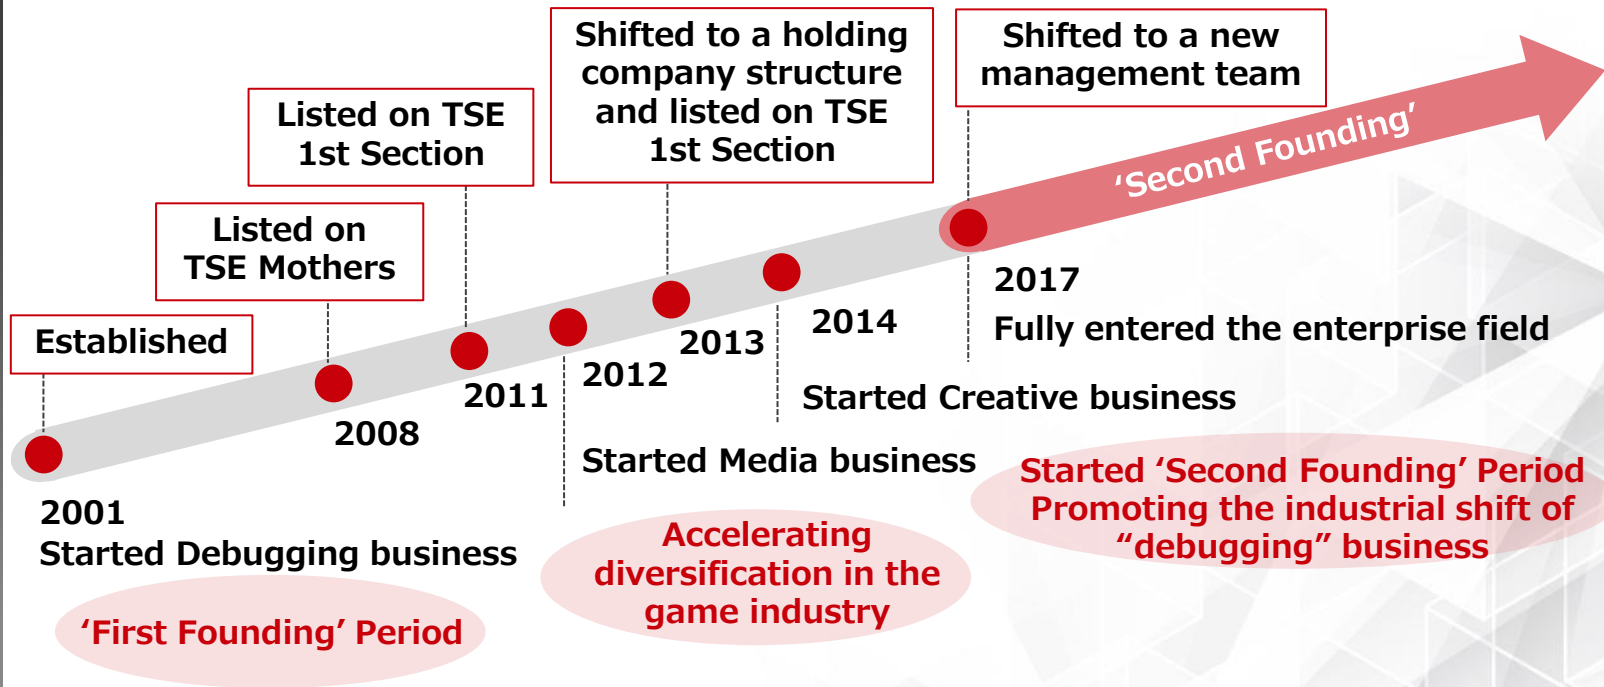 Established
2001
Started Debugging business
‘First Founding’ Period
Listed on
TSE Mothers
2008
Listed on TSE
1st Section
2011
2012
Started Media business
Accelerating
diversification in the
game industry
Shifted to a holding
company structure
and listed on TSE
1st Section
2013
2014
Started Creative business
Shifted to a new
management team
‘Second Founding’
2017
Fully entered the enterprise field
Started ‘Second Founding’ Period
Promoting the industrial shift of
“debugging” business